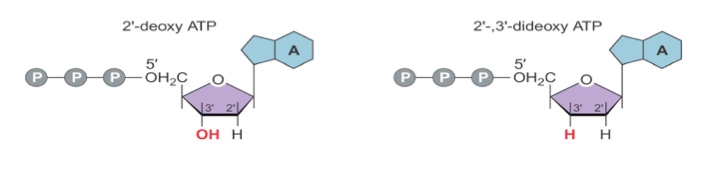 2'-deoxy ATP
A
5'
P P P OH₂C O
3' 2'
OH H
2'-,3'-dideoxy ATP
A
5'
P P P OH₂C O
3' 2'
H H